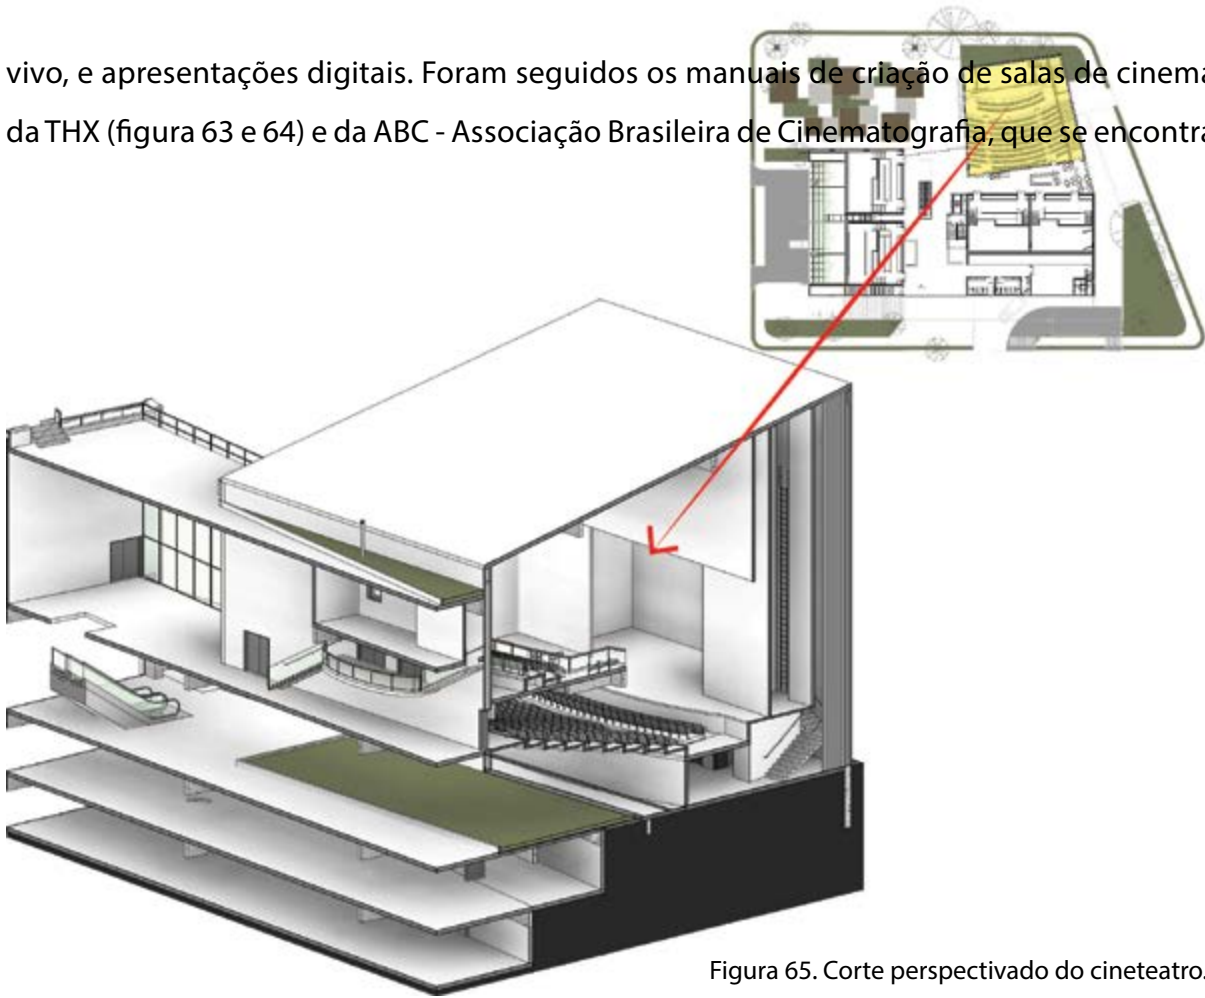 vivo, e apresentações digitais. Foram seguidos os manuais de criação de salas de cinema
da THX (figura 63 e 64) e da ABC - Associação Brasileira de Cinematografia, que se encontra
Figura 65. Corte perspectivado do cineteatro.